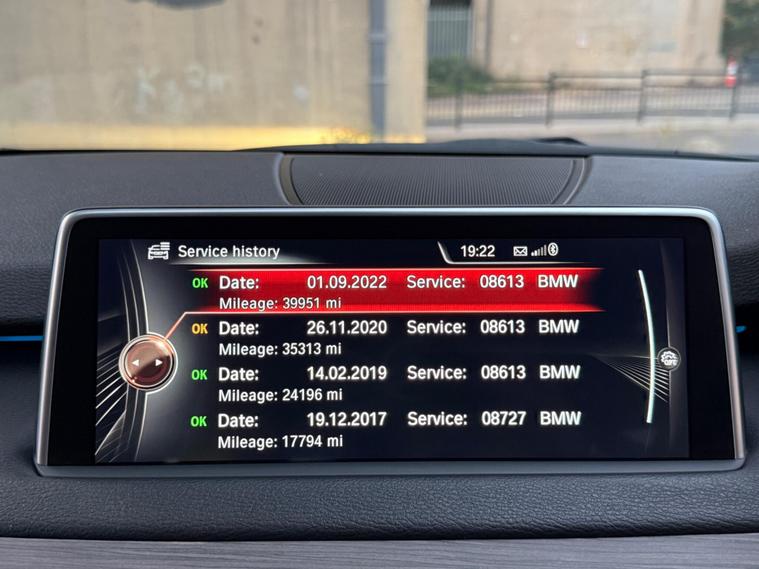 Service history 19:22
OK Date: 01.09.2022 Service: 08613 BMW
Mileage: 39951 mi
OK Date: 26.11.2020 Service: 08613 BMW
Mileage: 35313 mi
OK Date: 14.02.2019 Service: 08613 BMW
Mileage: 24196 mi
OK Date: 19.12.2017 Service: 08727 BMW
Mileage: 17794 mi